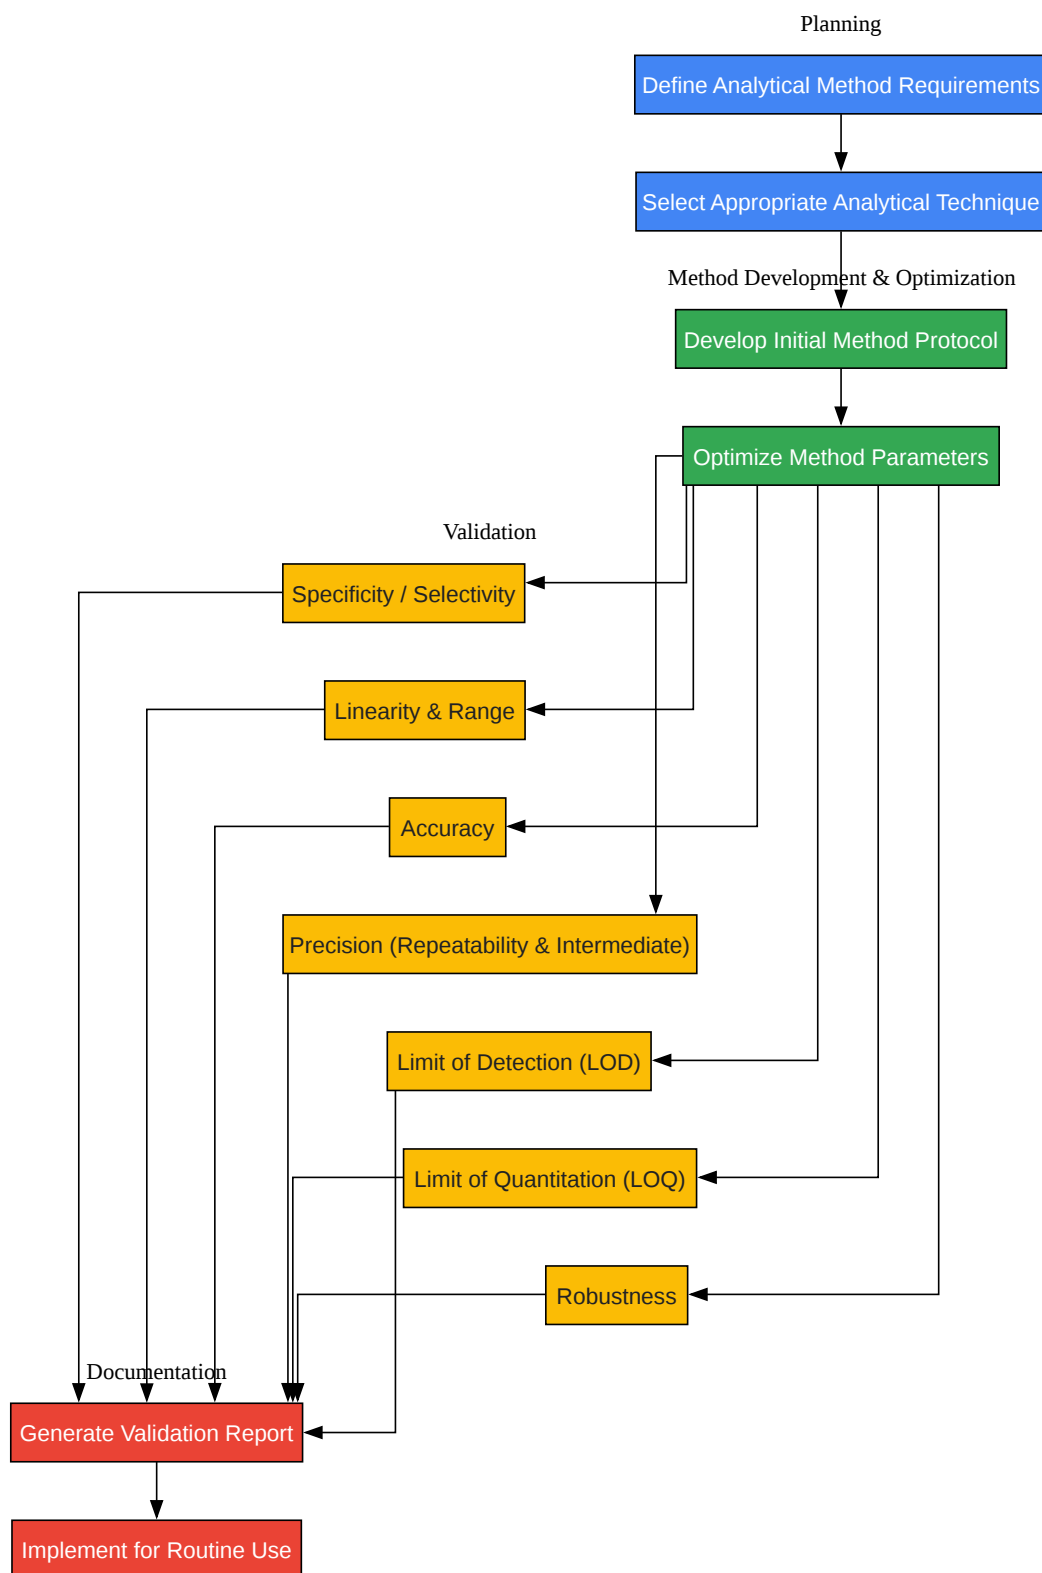 Planning
Define Analytical Method Requirements
Select Appropriate Analytical Technique
Method Development & Optimization
Develop Initial Method Protocol
Optimize Method Parameters
Validation
Specificity / Selectivity
Linearity & Range
Accuracy
Precision (Repeatability & Intermediate)
Limit of Detection (LOD)
Limit of Quantitation (LOQ)
Robustness
Documentation
Generate Validation Report
Implement for Routine Use